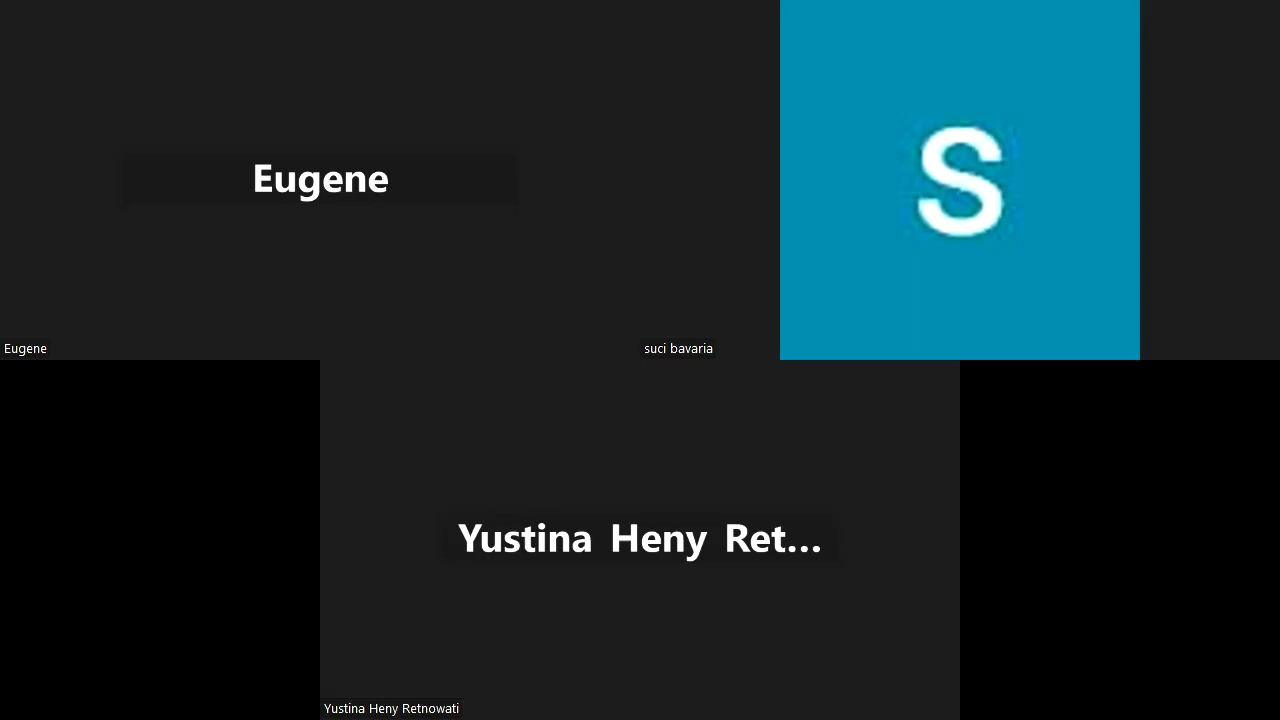 Eugene
S
Eugene
suci bavaria
Yustina Heny Ret...
Yustina Heny Retnowati